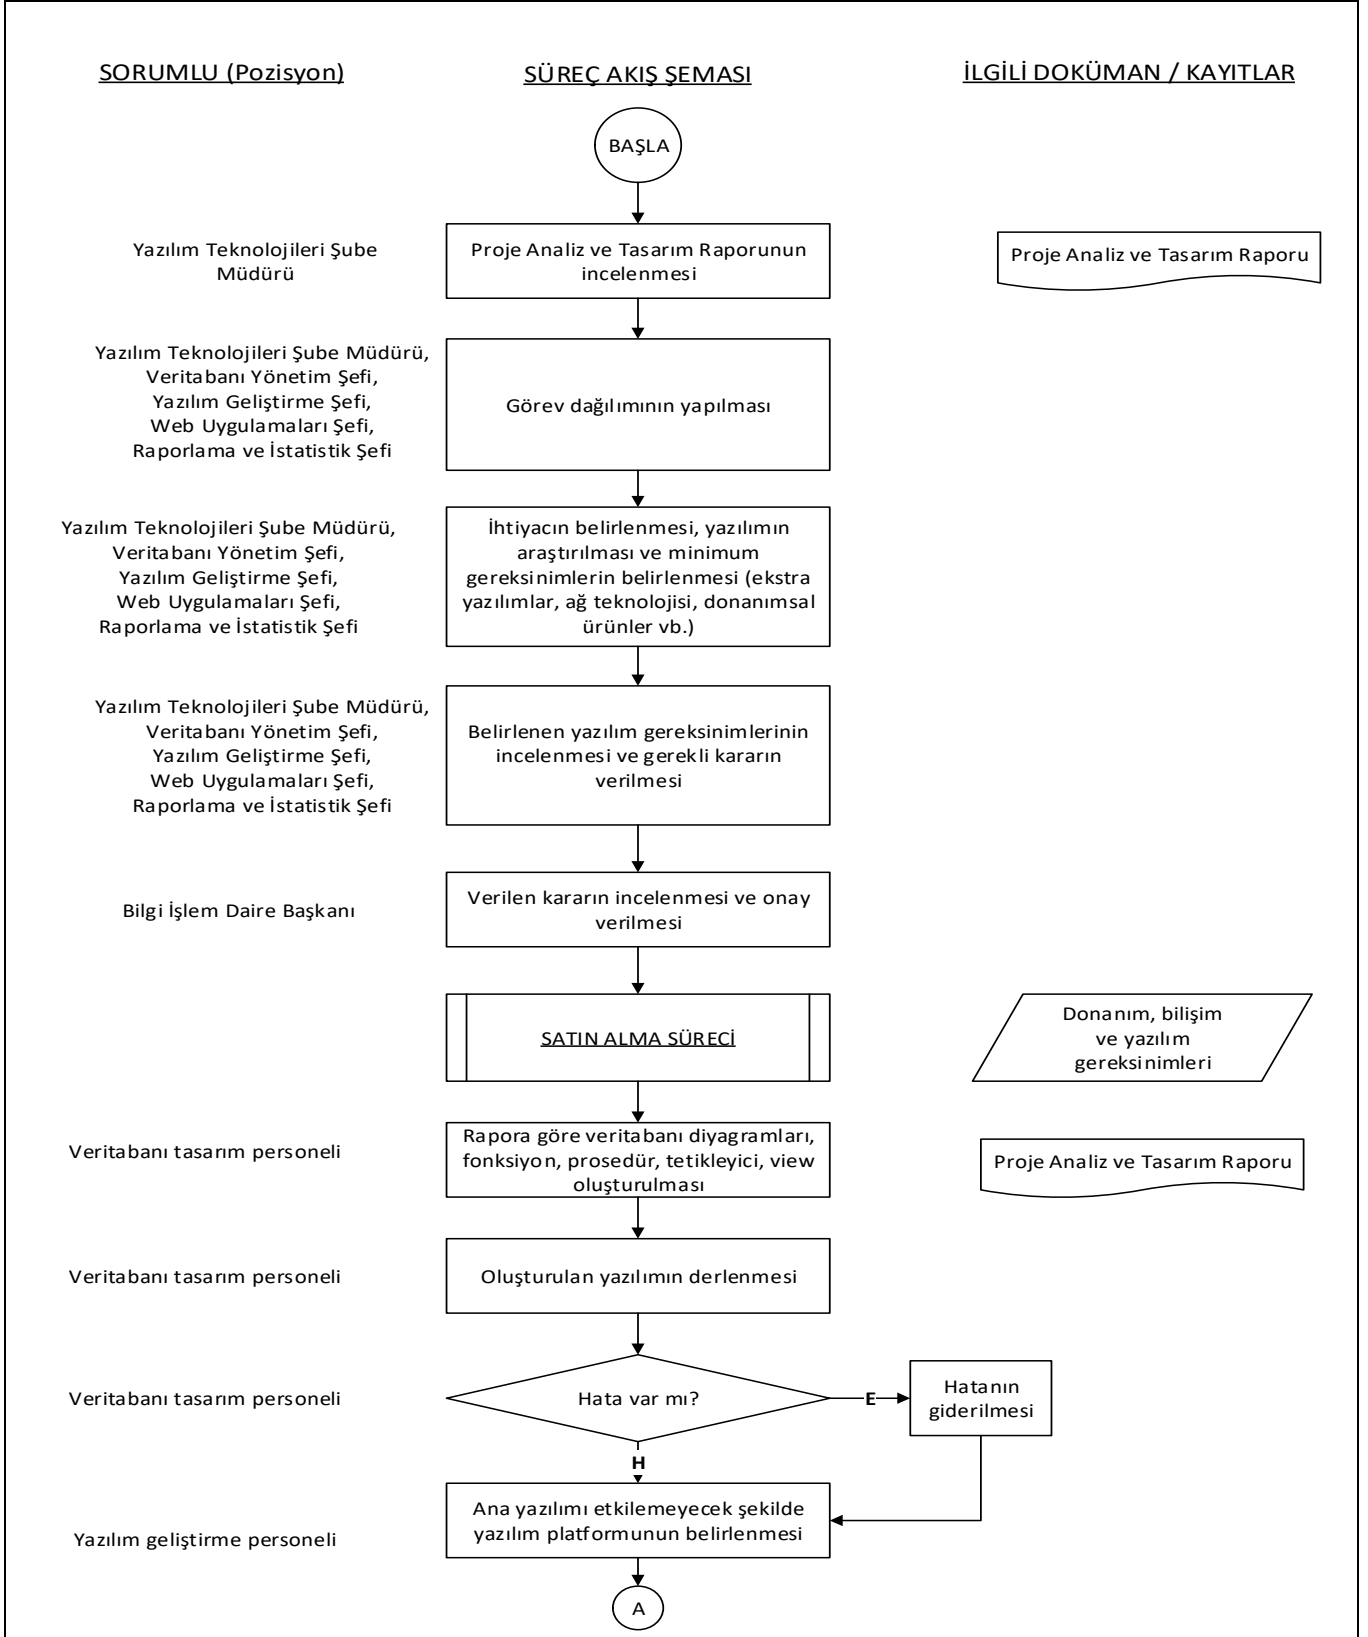 SORUMLU (Pozisyon)
SÜREÇ AKIŞ ŞEMASI
İLGİLİ DOKÜMAN / KAYITLAR
BAŞLA
Yazılım Teknolojileri Şube
Müdürü
Proje Analiz ve Tasarım Raporunun
incelenmesi
Proje Analiz ve Tasarım Raporu
Yazılım Teknolojileri Şube Müdürü,
Veritabanı Yönetim Şefi,
Yazılım Geliştirme Şefi,
Web Uygulamaları Şefi,
Raporlama ve İstatistik Şefi
Görev dağılımının yapılması
Yazılım Teknolojileri Şube Müdürü,
Veritabanı Yönetim Şefi,
Yazılım Geliştirme Şefi,
Web Uygulamaları Şefi,
Raporlama ve İstatistik Şefi
İhtiyacın belirlenmesi, yazılımın
araştırılması ve minimum
gereksinimlerin belirlenmesi (ekstra
yazılımlar, ağ teknolojisi, donanımsal
ürünler vb.)
Yazılım Teknolojileri Şube Müdürü,
Veritabanı Yönetim Şefi,
Yazılım Geliştirme Şefi,
Web Uygulamaları Şefi,
Raporlama ve İstatistik Şefi
Belirlenen yazılım gereksinimlerinin
incelenmesi ve gerekli kararın
verilmesi
Bilgi İşlem Daire Başkanı
Verilen kararın incelenmesi ve onay
verilmesi
SATIN ALMA SÜRECİ
Donanım, bilişim
ve yazılım
gereksinimleri
Veritabanı tasarım personeli
Rapora göre veritabanı diyagramları,
fonksiyon, prosedür, tetikleyici, view
oluşturulması
Proje Analiz ve Tasarım Raporu
Veritabanı tasarım personeli
Oluşturulan yazılımın derlenmesi
Veritabanı tasarım personeli
Hata var mı?
E
Hatanın
giderilmesi
H
Yazılım geliştirme personeli
Ana yazılımı etkilemeyecek şekilde
yazılım platformunun belirlenmesi
A